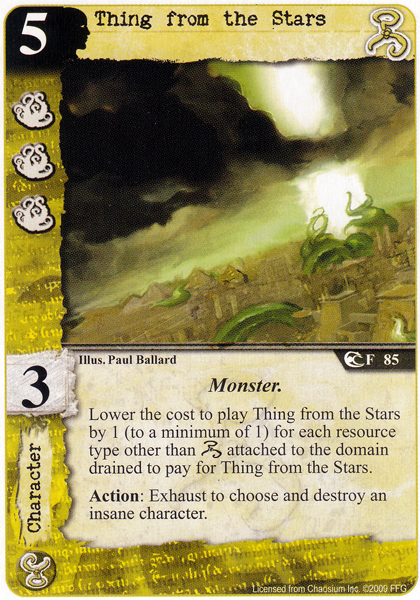 5
Thing from the Stars
Illus. Paul Ballard
F 85
3
Monster.
Lower the cost to play Thing from the Stars
by 1 (to a minimum of 1) for each resource
type other than attached to the domain
drained to pay for Thing from the Stars.
Action: Exhaust to choose and destroy an
insane character.
Character
Licensed from Chaosium Inc. ©2009 FFG